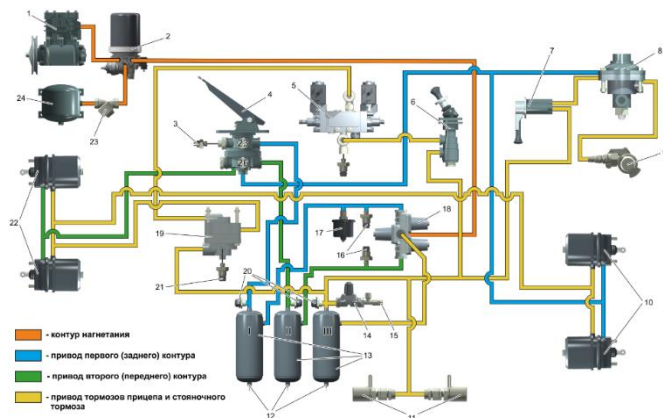 1
2
3
4
5
6
7
8
24
23
22
19
21
20
17
16
18
14
15
13
12
11
10
I
II
III
- контур нагнетания
- привод первого (заднего) контура
- привод второго (переднего) контура
- привод тормозов прицепа и стояночного
тормоза